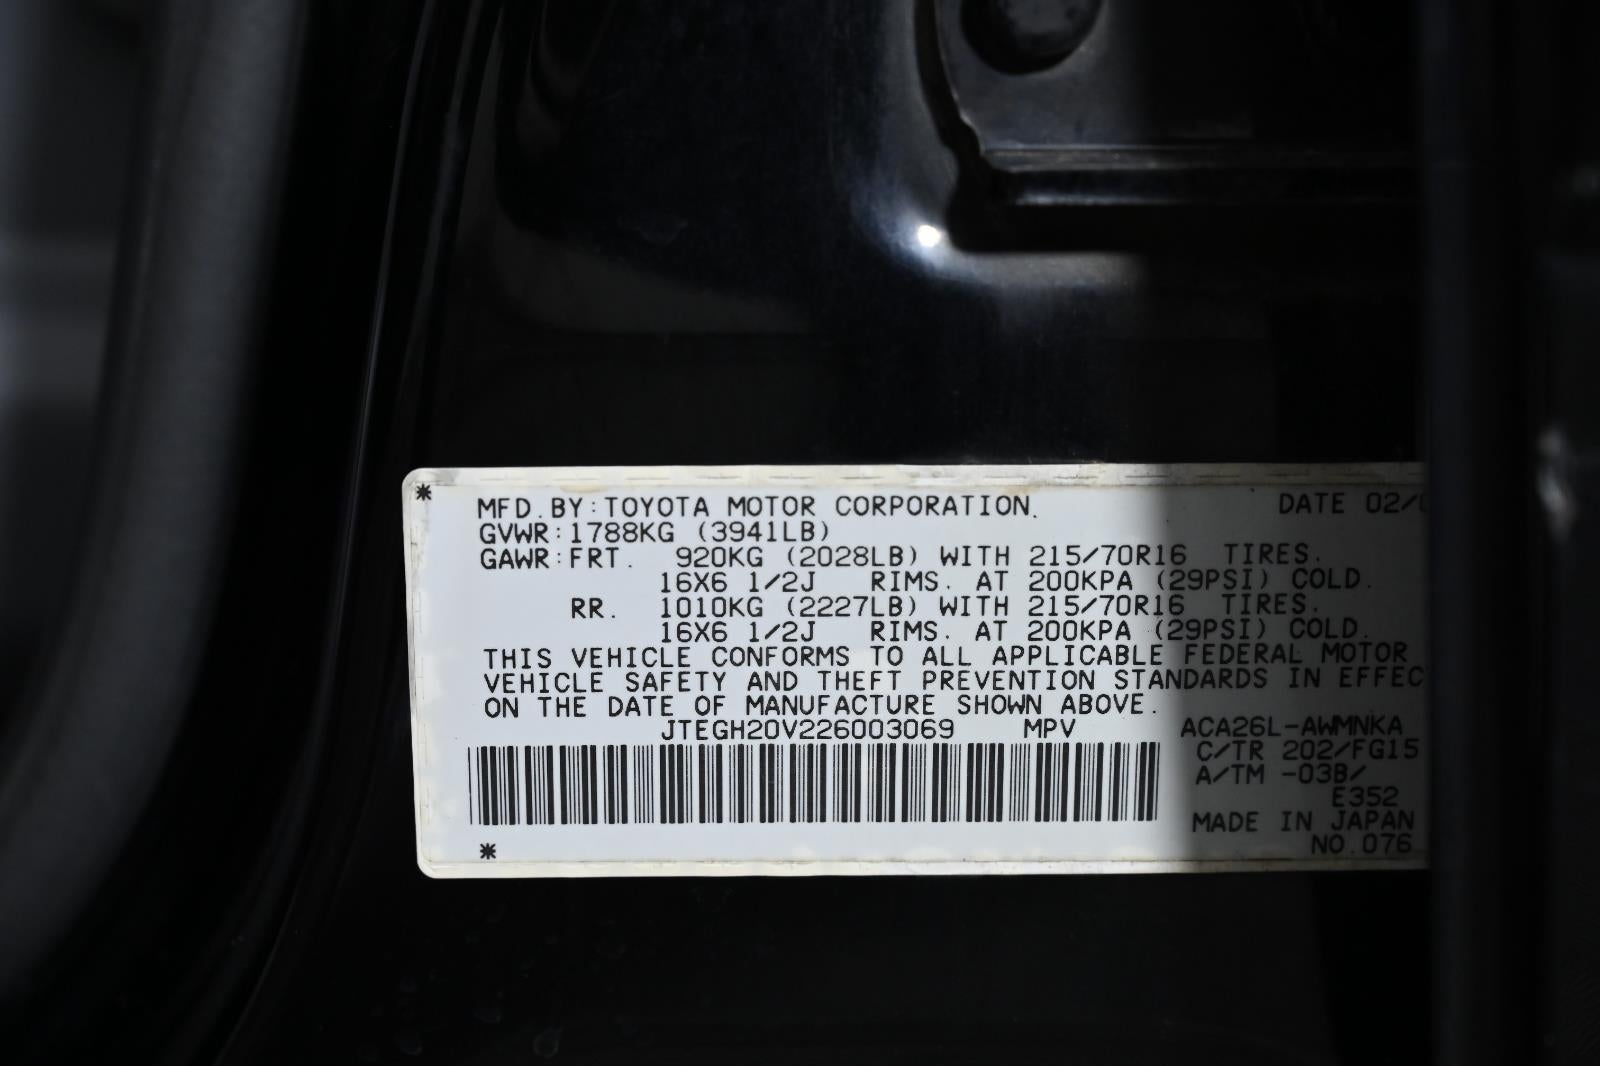 MFD. BY: TOYOTA MOTOR CORPORATION. DATE 02/
GVWR: 1788KG (3941LB)
GAWR: FRT. 920KG (2028LB) WITH 215/70R16 TIRES.
16X6 1/2J RIMS. AT 200KPA (29PSI) COLD.
RR. 1010KG (2227LB) WITH 215/70R16 TIRES.
16X6 1/2J RIMS. AT 200KPA (29PSI) COLD.
THIS VEHICLE CONFORMS TO ALL APPLICABLE FEDERAL MOTOR
VEHICLE SAFETY AND THEFT PREVENTION STANDARDS IN EFFEC
ON THE DATE OF MANUFACTURE SHOWN ABOVE.
JTEGH20V226003069 MPV ACA26L-AWMNKA
C/TR 202/FG15
A/TM -03B/
E352
MADE IN JAPAN
NO.076